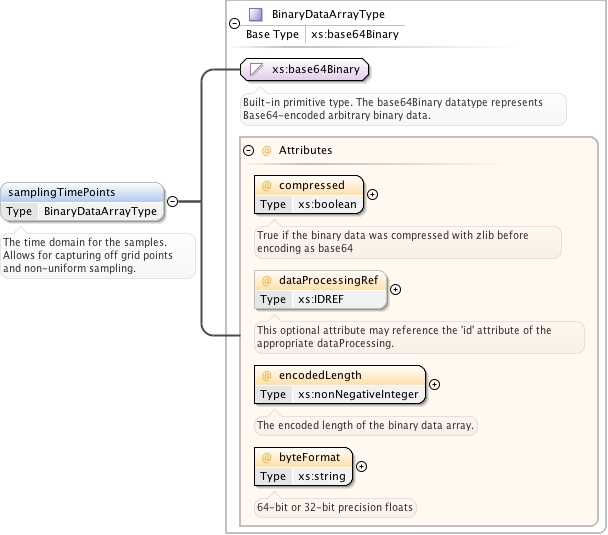 BinaryDataArrayType
Base Type xs:base64Binary
xs:base64Binary
Built-in primitive type. The base64Binary datatype represents
Base64-encoded arbitrary binary data.
@ Attributes
@ compressed
Type xs:boolean
True if the binary data was compressed with zlib before
encoding as base64
samplingTimePoints
Type BinaryDataArrayType
The time domain for the samples.
Allows for capturing off grid points
and non-uniform sampling.
@ dataProcessingRef
Type xs:IDREF
This optional attribute may reference the 'id' attribute of the
appropriate dataProcessing.
@ encodedLength
Type xs:nonNegativeInteger
The encoded length of the binary data array.
@ byteFormat
Type xs:string
64-bit or 32-bit precision floats